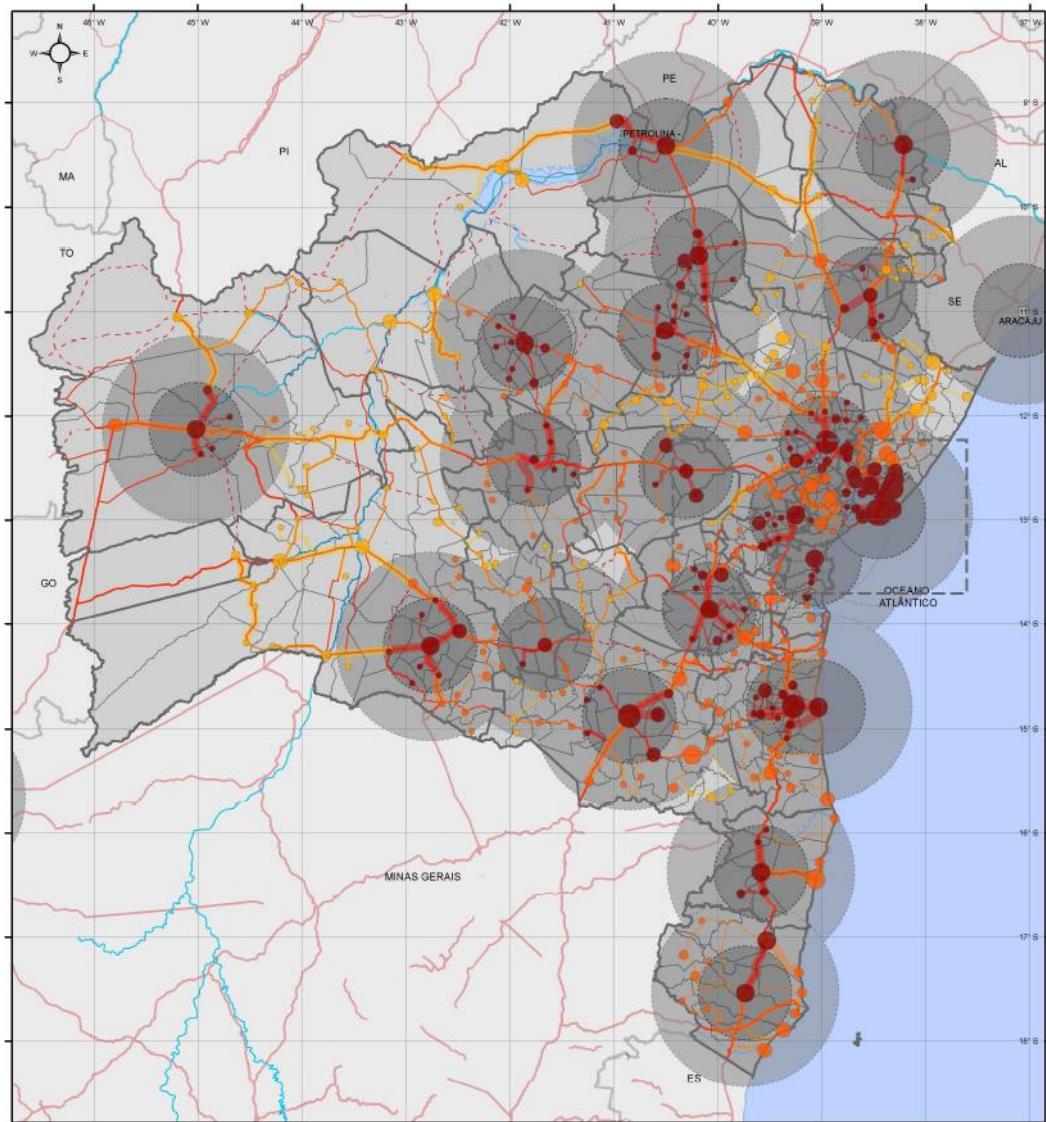 46° W 45° W 44° W 43° W 42° W 41° W 40° W 39° W 38° W 37° W
N
W E
S
PE
9° S
PETROLINA -
PI
AL
MA
10° S
TO
SE
11° S
ARACAJU
12° S
13° S
GO
OCEANO
ATLÂNTICO
14° S
15° S
16° S
MINAS GERAIS
17° S
18° S
ES